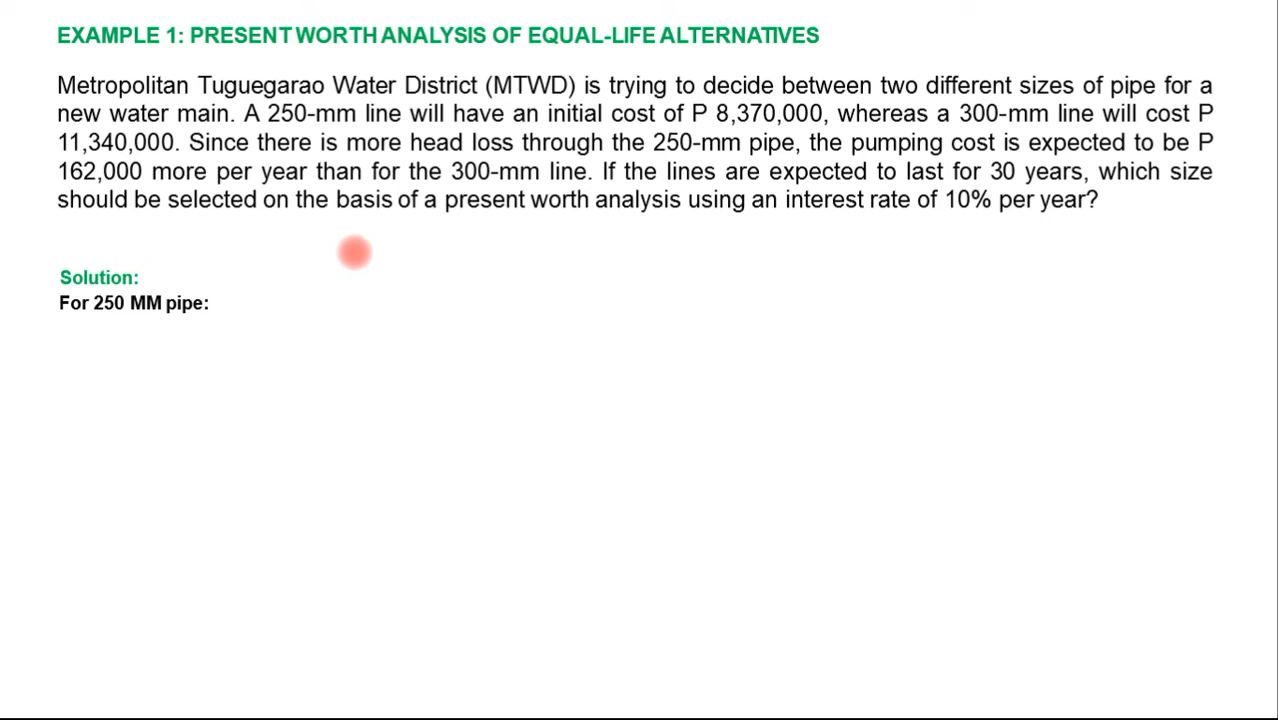 EXAMPLE 1: PRESENT WORTH ANALYSIS OF EQUAL-LIFE ALTERNATIVES
Metropolitan Tuguegarao Water District (MTWD) is trying to decide between two different sizes of pipe for a
new water main. A 250-mm line will have an initial cost of P 8,370,000, whereas a 300-mm line will cost P
11,340,000. Since there is more head loss through the 250-mm pipe, the pumping cost is expected to be P
162,000 more per year than for the 300-mm line. If the lines are expected to last for 30 years, which size
should be selected on the basis of a present worth analysis using an interest rate of 10% per year?
Solution:
For 250 MM pipe: